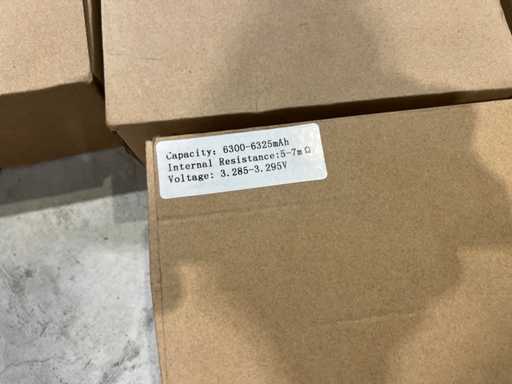 Capacity: 6300-6325mAh
Internal Resistance:5-7mΩ
Voltage: 3.285-3.295V